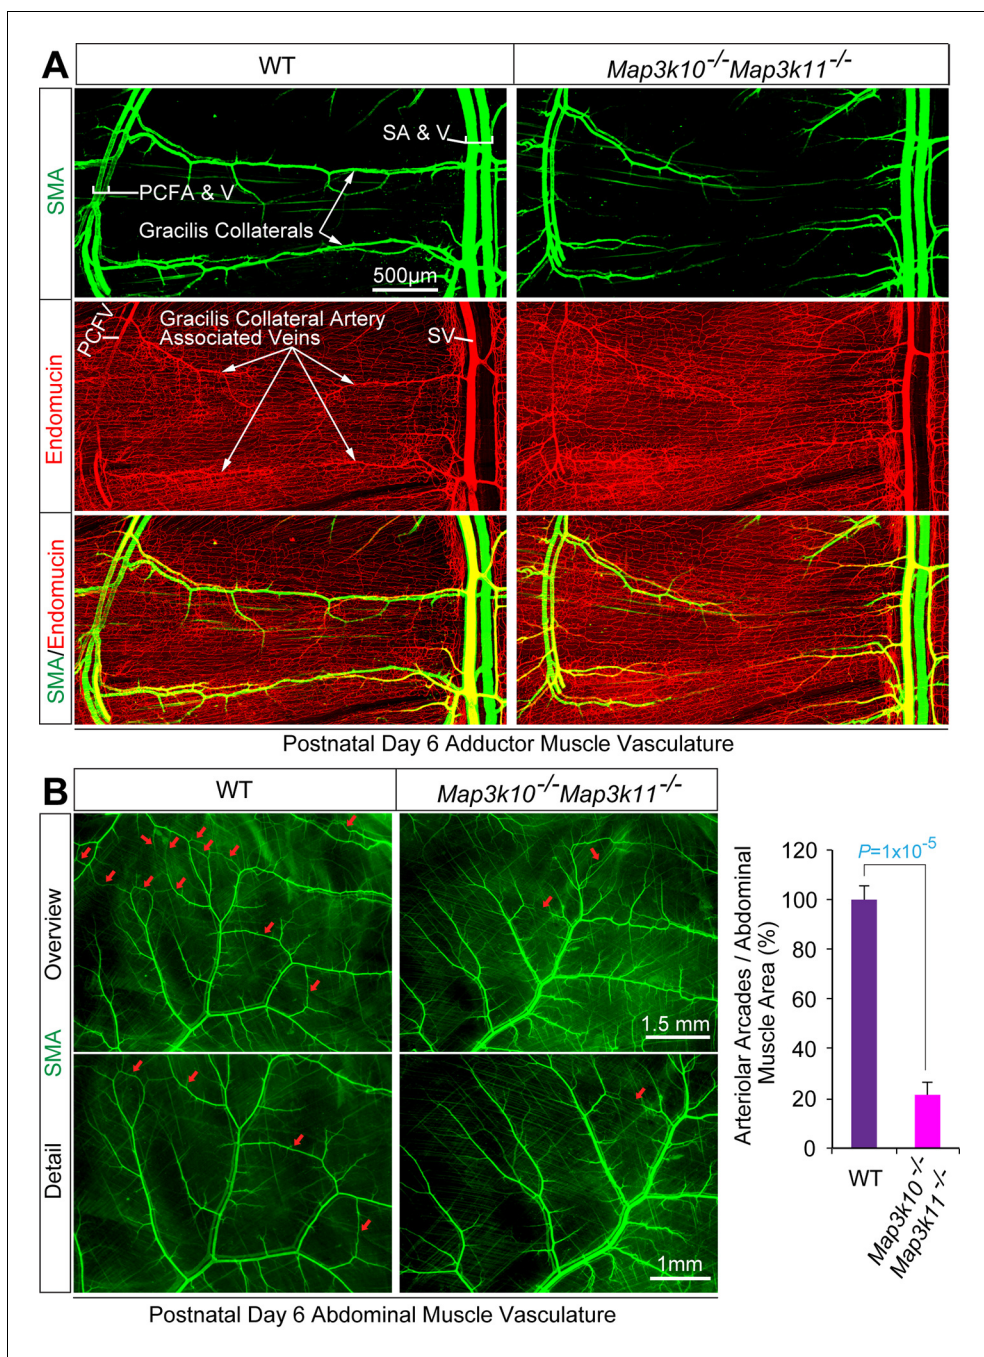 A
WT
Map3k10-/-Map3k11-/-
SMA
SA & V
PCFA & V
Gracilis Collaterals
500µm
Endomucin
PCFV
Gracilis Collateral Artery
Associated Veins
SV
SMA/Endomucin
Postnatal Day 6 Adductor Muscle Vasculature
B
WT
Map3k10-/-Map3k11-/-
SMA
Overview
1.5 mm
Detail
1mm
Postnatal Day 6 Abdominal Muscle Vasculature
Arteriolar Arcades / Abdominal
Muscle Area (%)
P=1x10-5
120
100
80
60
40
20
0
WT
Map3k10-/-
Map3k11-/-